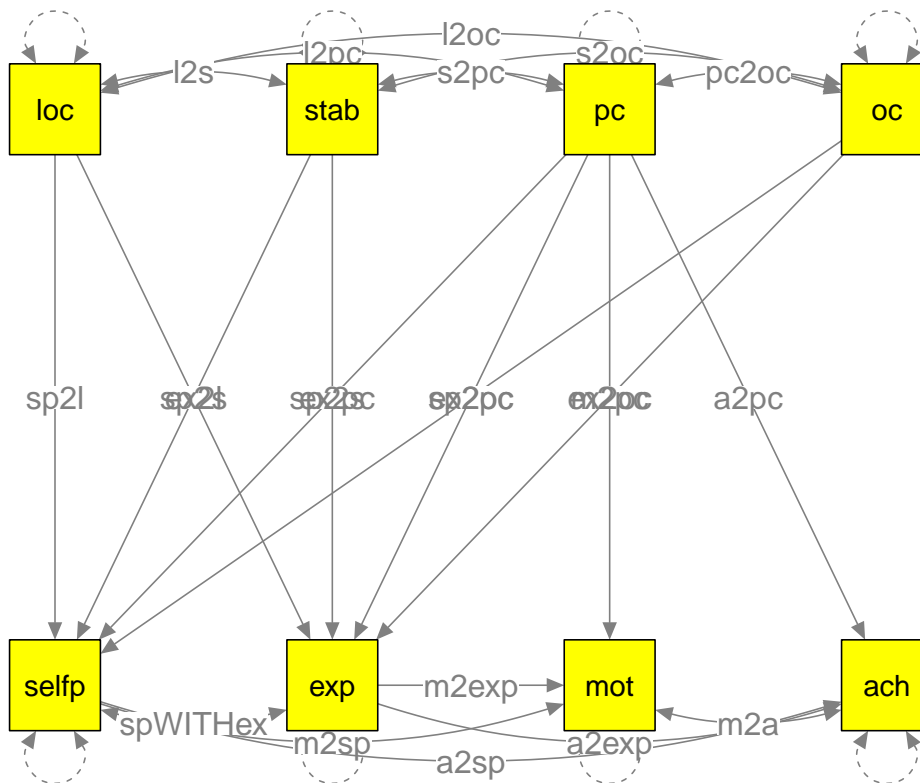 l2oc
l2pc
s2oc
l2s
s2pc
pc2oc
loc
stab
pc
oc
sp2l
a2pc
selfp
exp
mot
ach
m2exp
spWITHex
m2a
m2sp
a2exp
a2sp